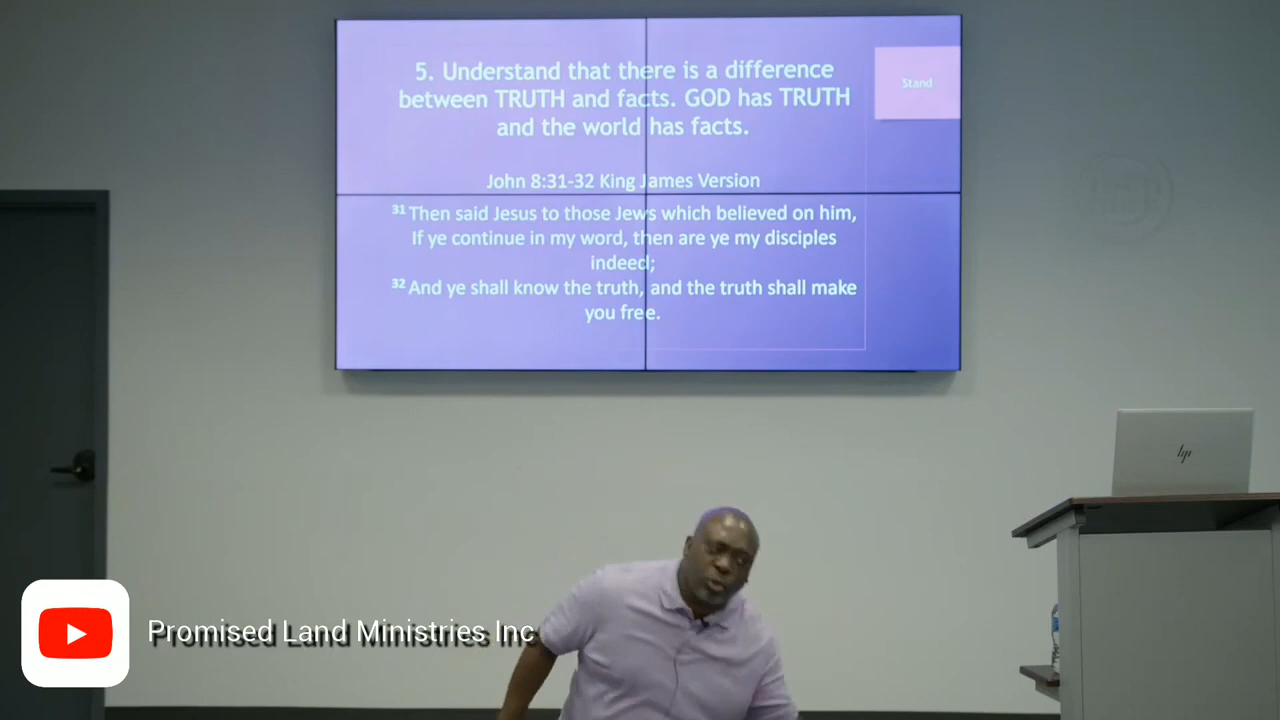 5. Understand that there is a difference
between TRUTH and facts. GOD has TRUTH
and the world has facts.
Stand
John 8:31-32 King James Version
31 Then said Jesus to those Jews which believed on him,
If ye continue in my word, then are ye my disciples
indeed;
32 And ye shall know the truth, and the truth shall make
you free.
hp
Promised Land Ministries Inc